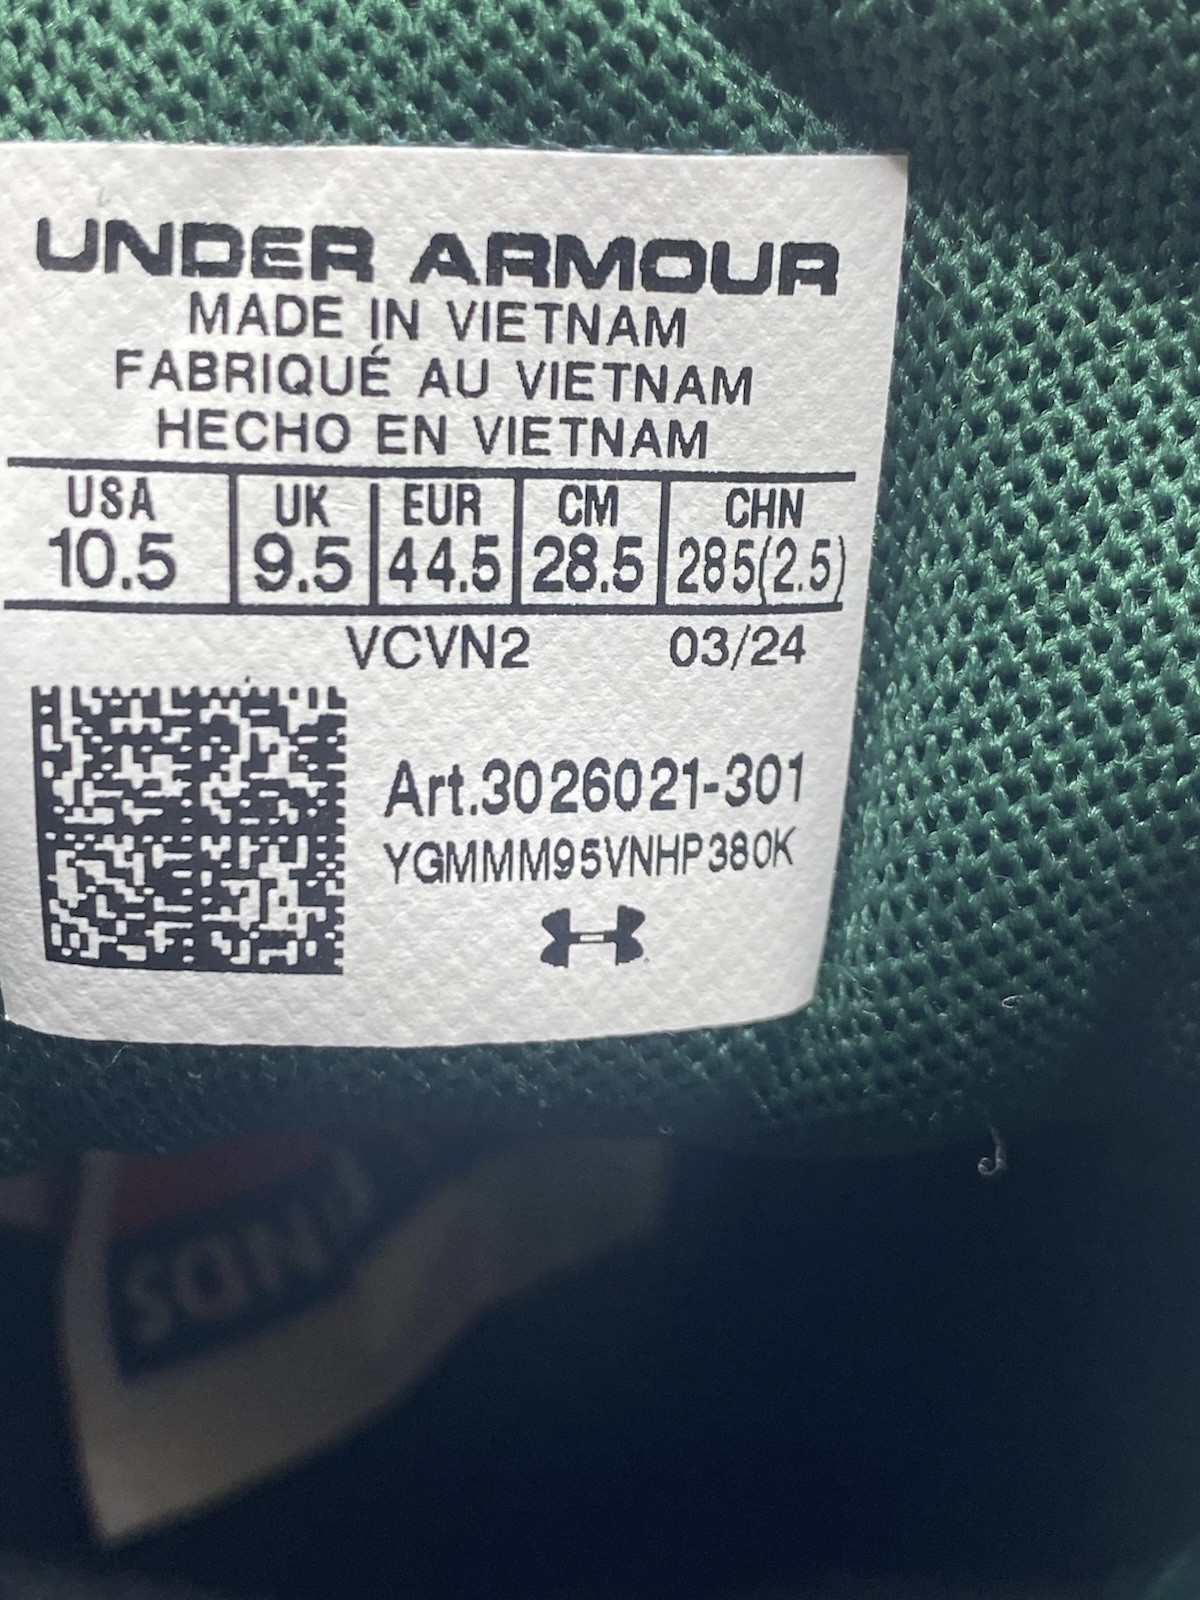 UNDER ARMOUR
MADE IN VIETNAM
FABRIQUÉ AU VIETNAM
HECHO EN VIETNAM
USA UK EUR CM CHN
10.5 9.5 44.5 28.5 285(2.5)
VCVN2 03/24
Art.3026021-301
YGMMM95VNHP380K